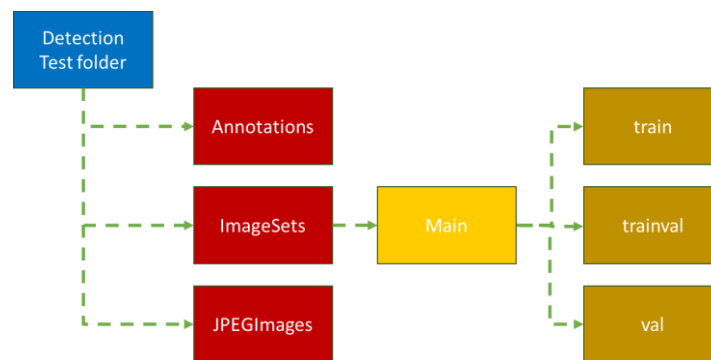 Detection
Test folder
Annotations
train
ImageSets
Main
trainval
JPEGImages
val